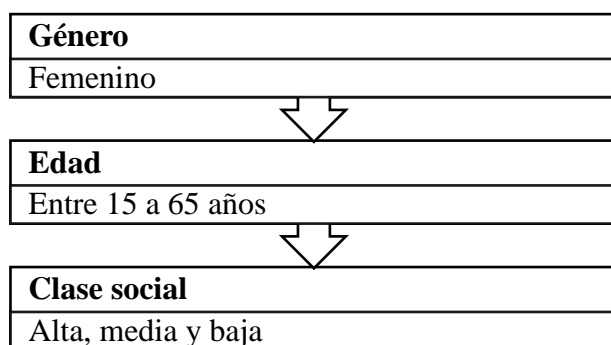 Género
Femenino
Edad
Entre 15 a 65 años
Clase social
Alta, media y baja